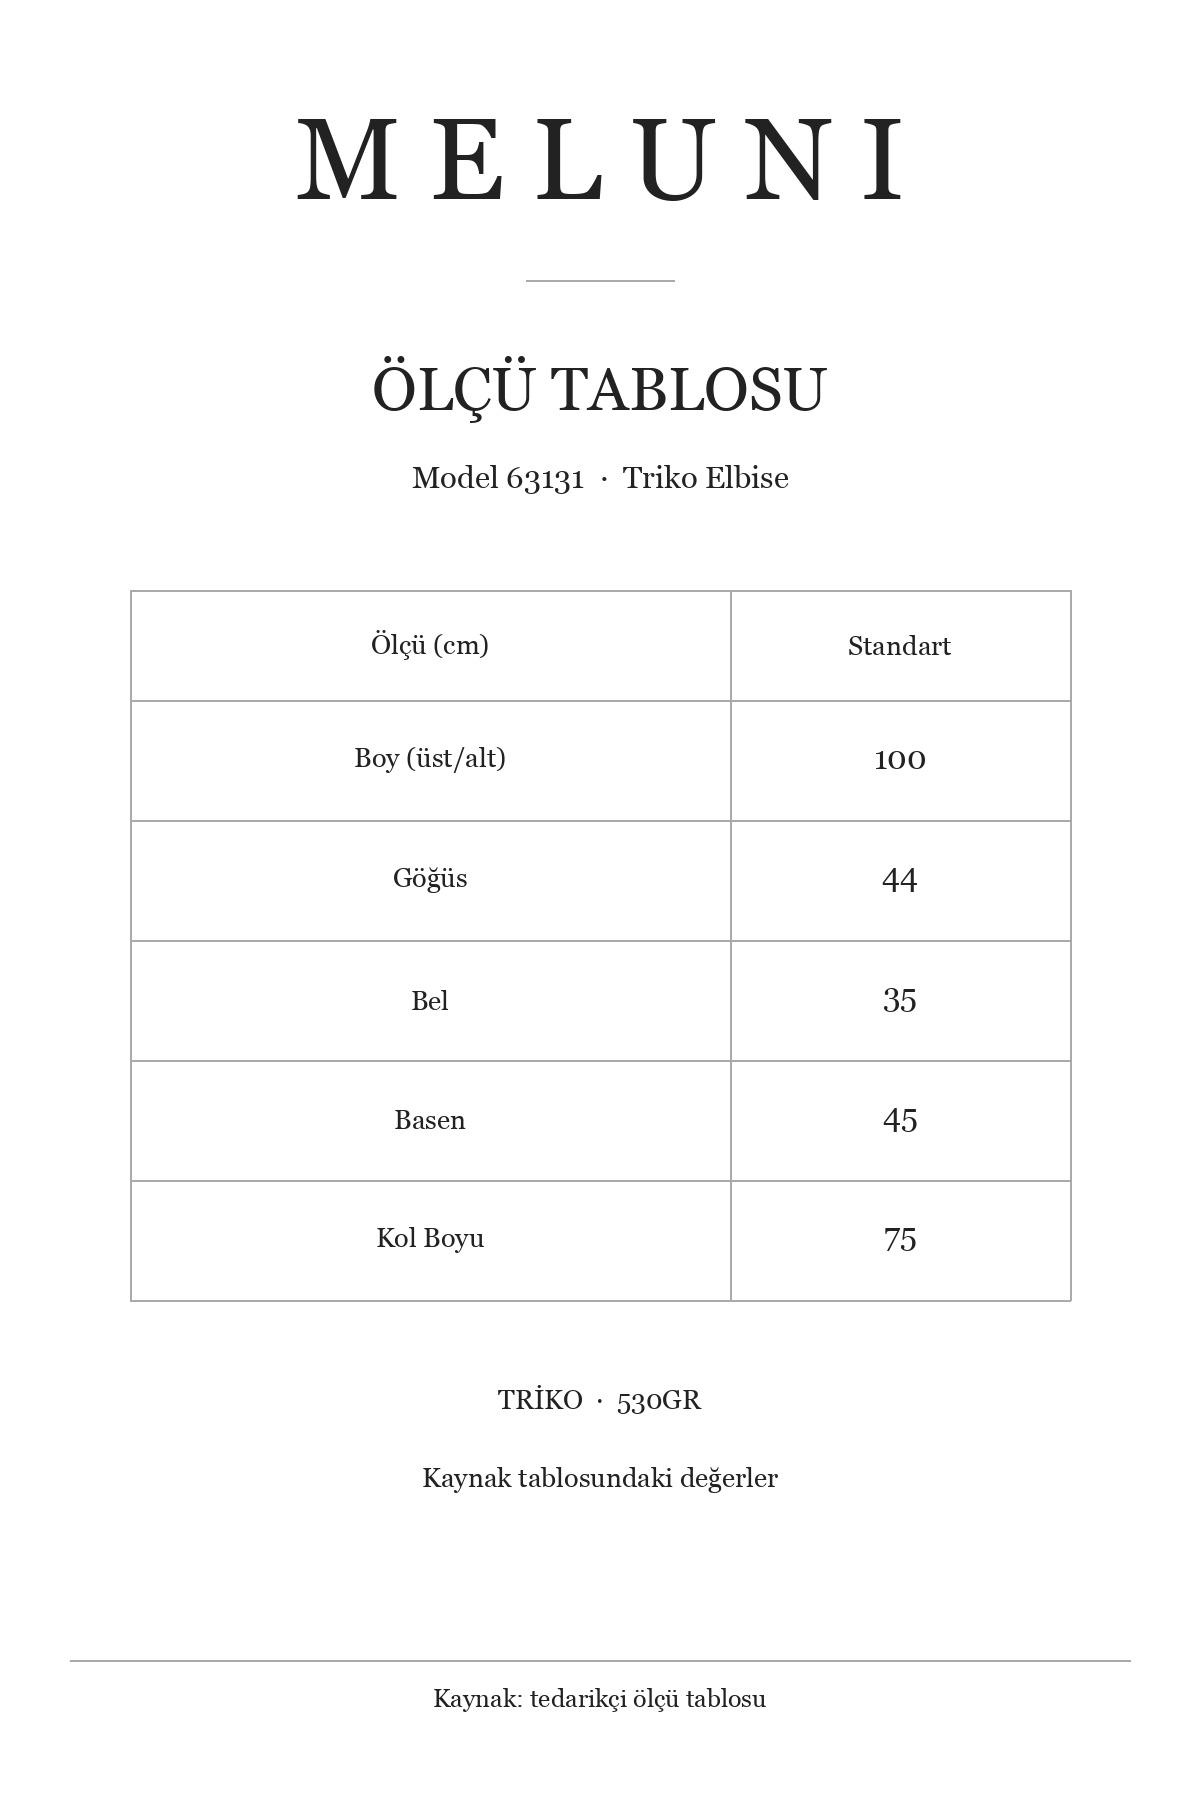 MELUNI
ÖLÇÜ TABLOSU
Model 63131 · Triko Elbise
Ölçü (cm) Standart
Boy (üst/alt) 100
Göğüs 44
Bel 35
Basen 45
Kol Boyu 75
TRİKO · 530GR
Kaynak tablosundaki değerler
Kaynak: tedarikçi ölçü tablosu